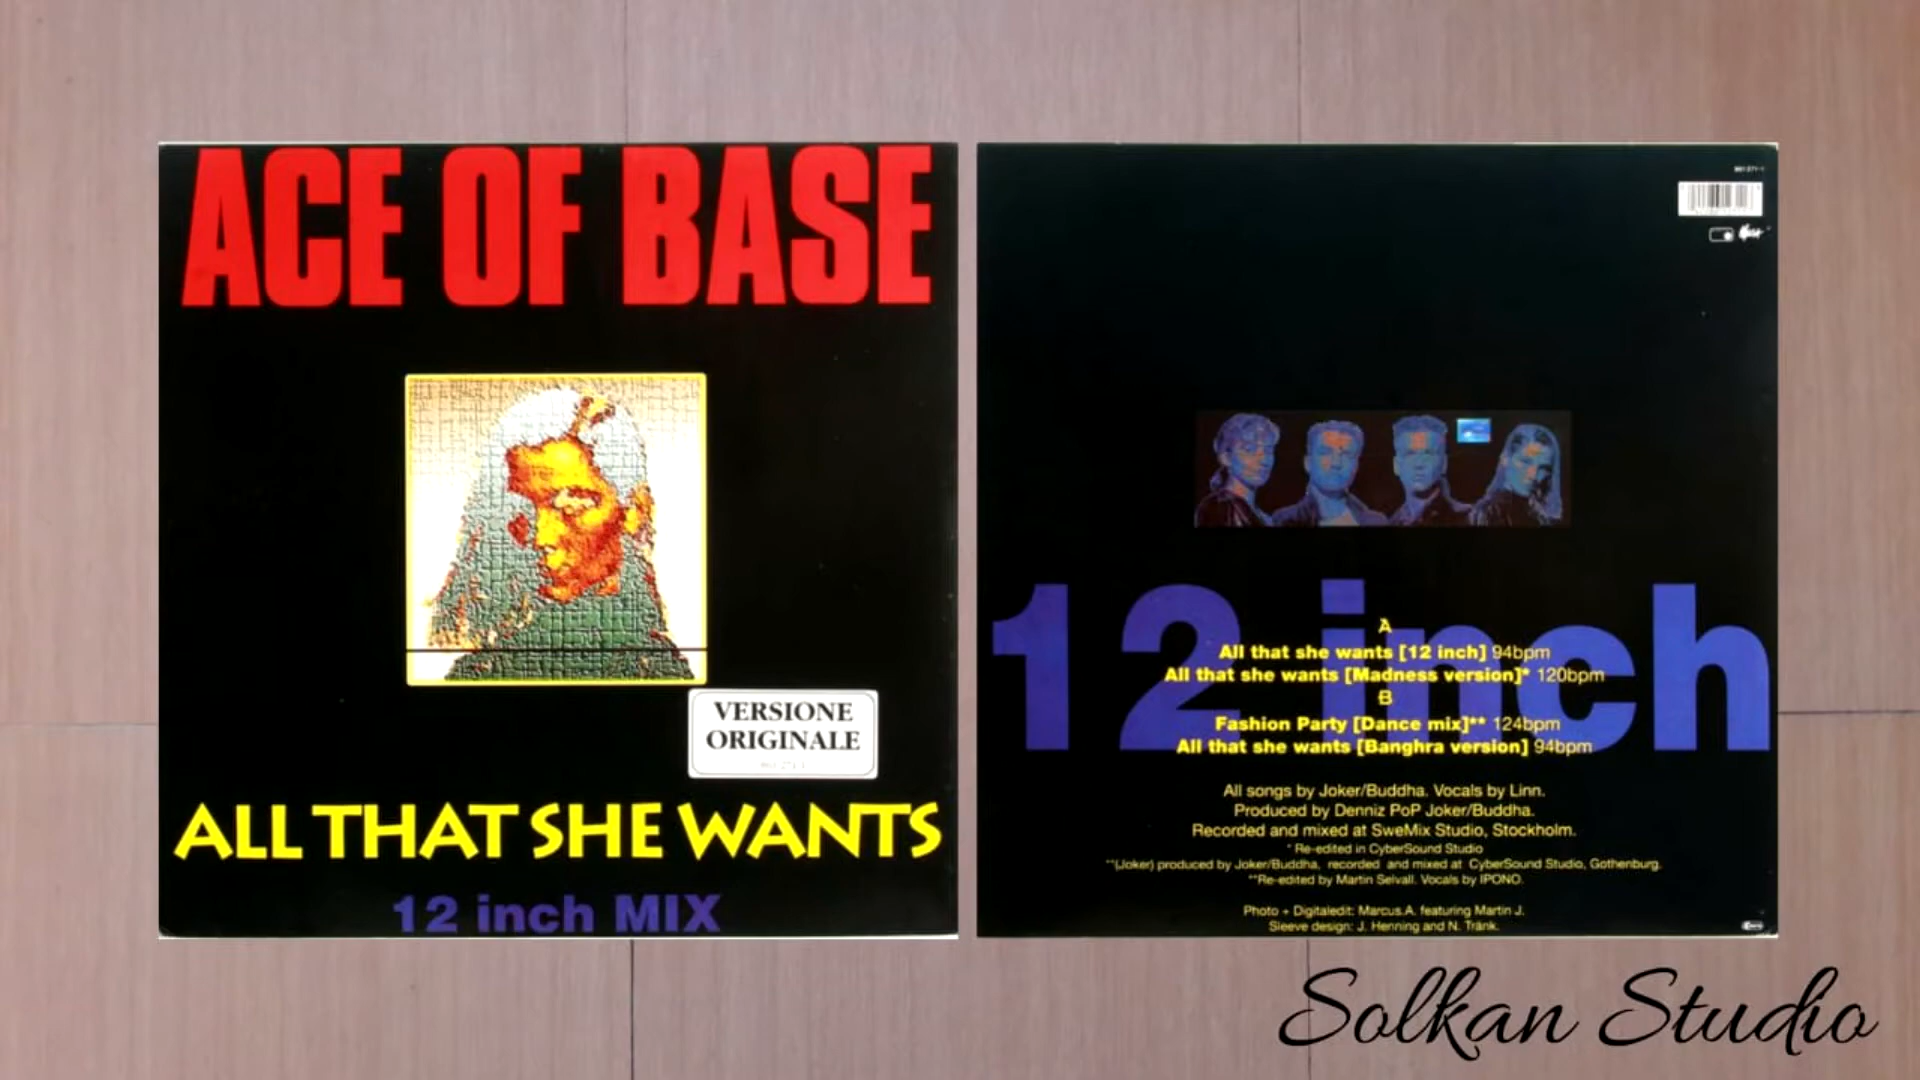 ACE OF BASE
VERSIONE
ORIGINALE
ALL THAT SHE WANTS
12 inch MIX
12 inch
A
All that she wants [12 inch] 94bpm
All that she wants [Madness version]* 120bpm
B
Fashion Party [Dance mix]** 124bpm
All that she wants [Banghra version] 94bpm
All songs by Joker/Buddha. Vocals by Linn.
Produced by Denniz PoP Joker/Buddha.
Recorded and mixed at SweMix Studio, Stockholm.
* Re-edited in CyberSound Studio
**(Joker) produced by Joker/Buddha, recorded and mixed at CyberSound Studio, Gothenburg.
**Re-edited by Martin Selvall. Vocals by IPONO.
Photo + Digitaledit: Marcus.A. featuring Martin J.
Sleeve design: J. Henning and N. Tränk.
Solkan Studio